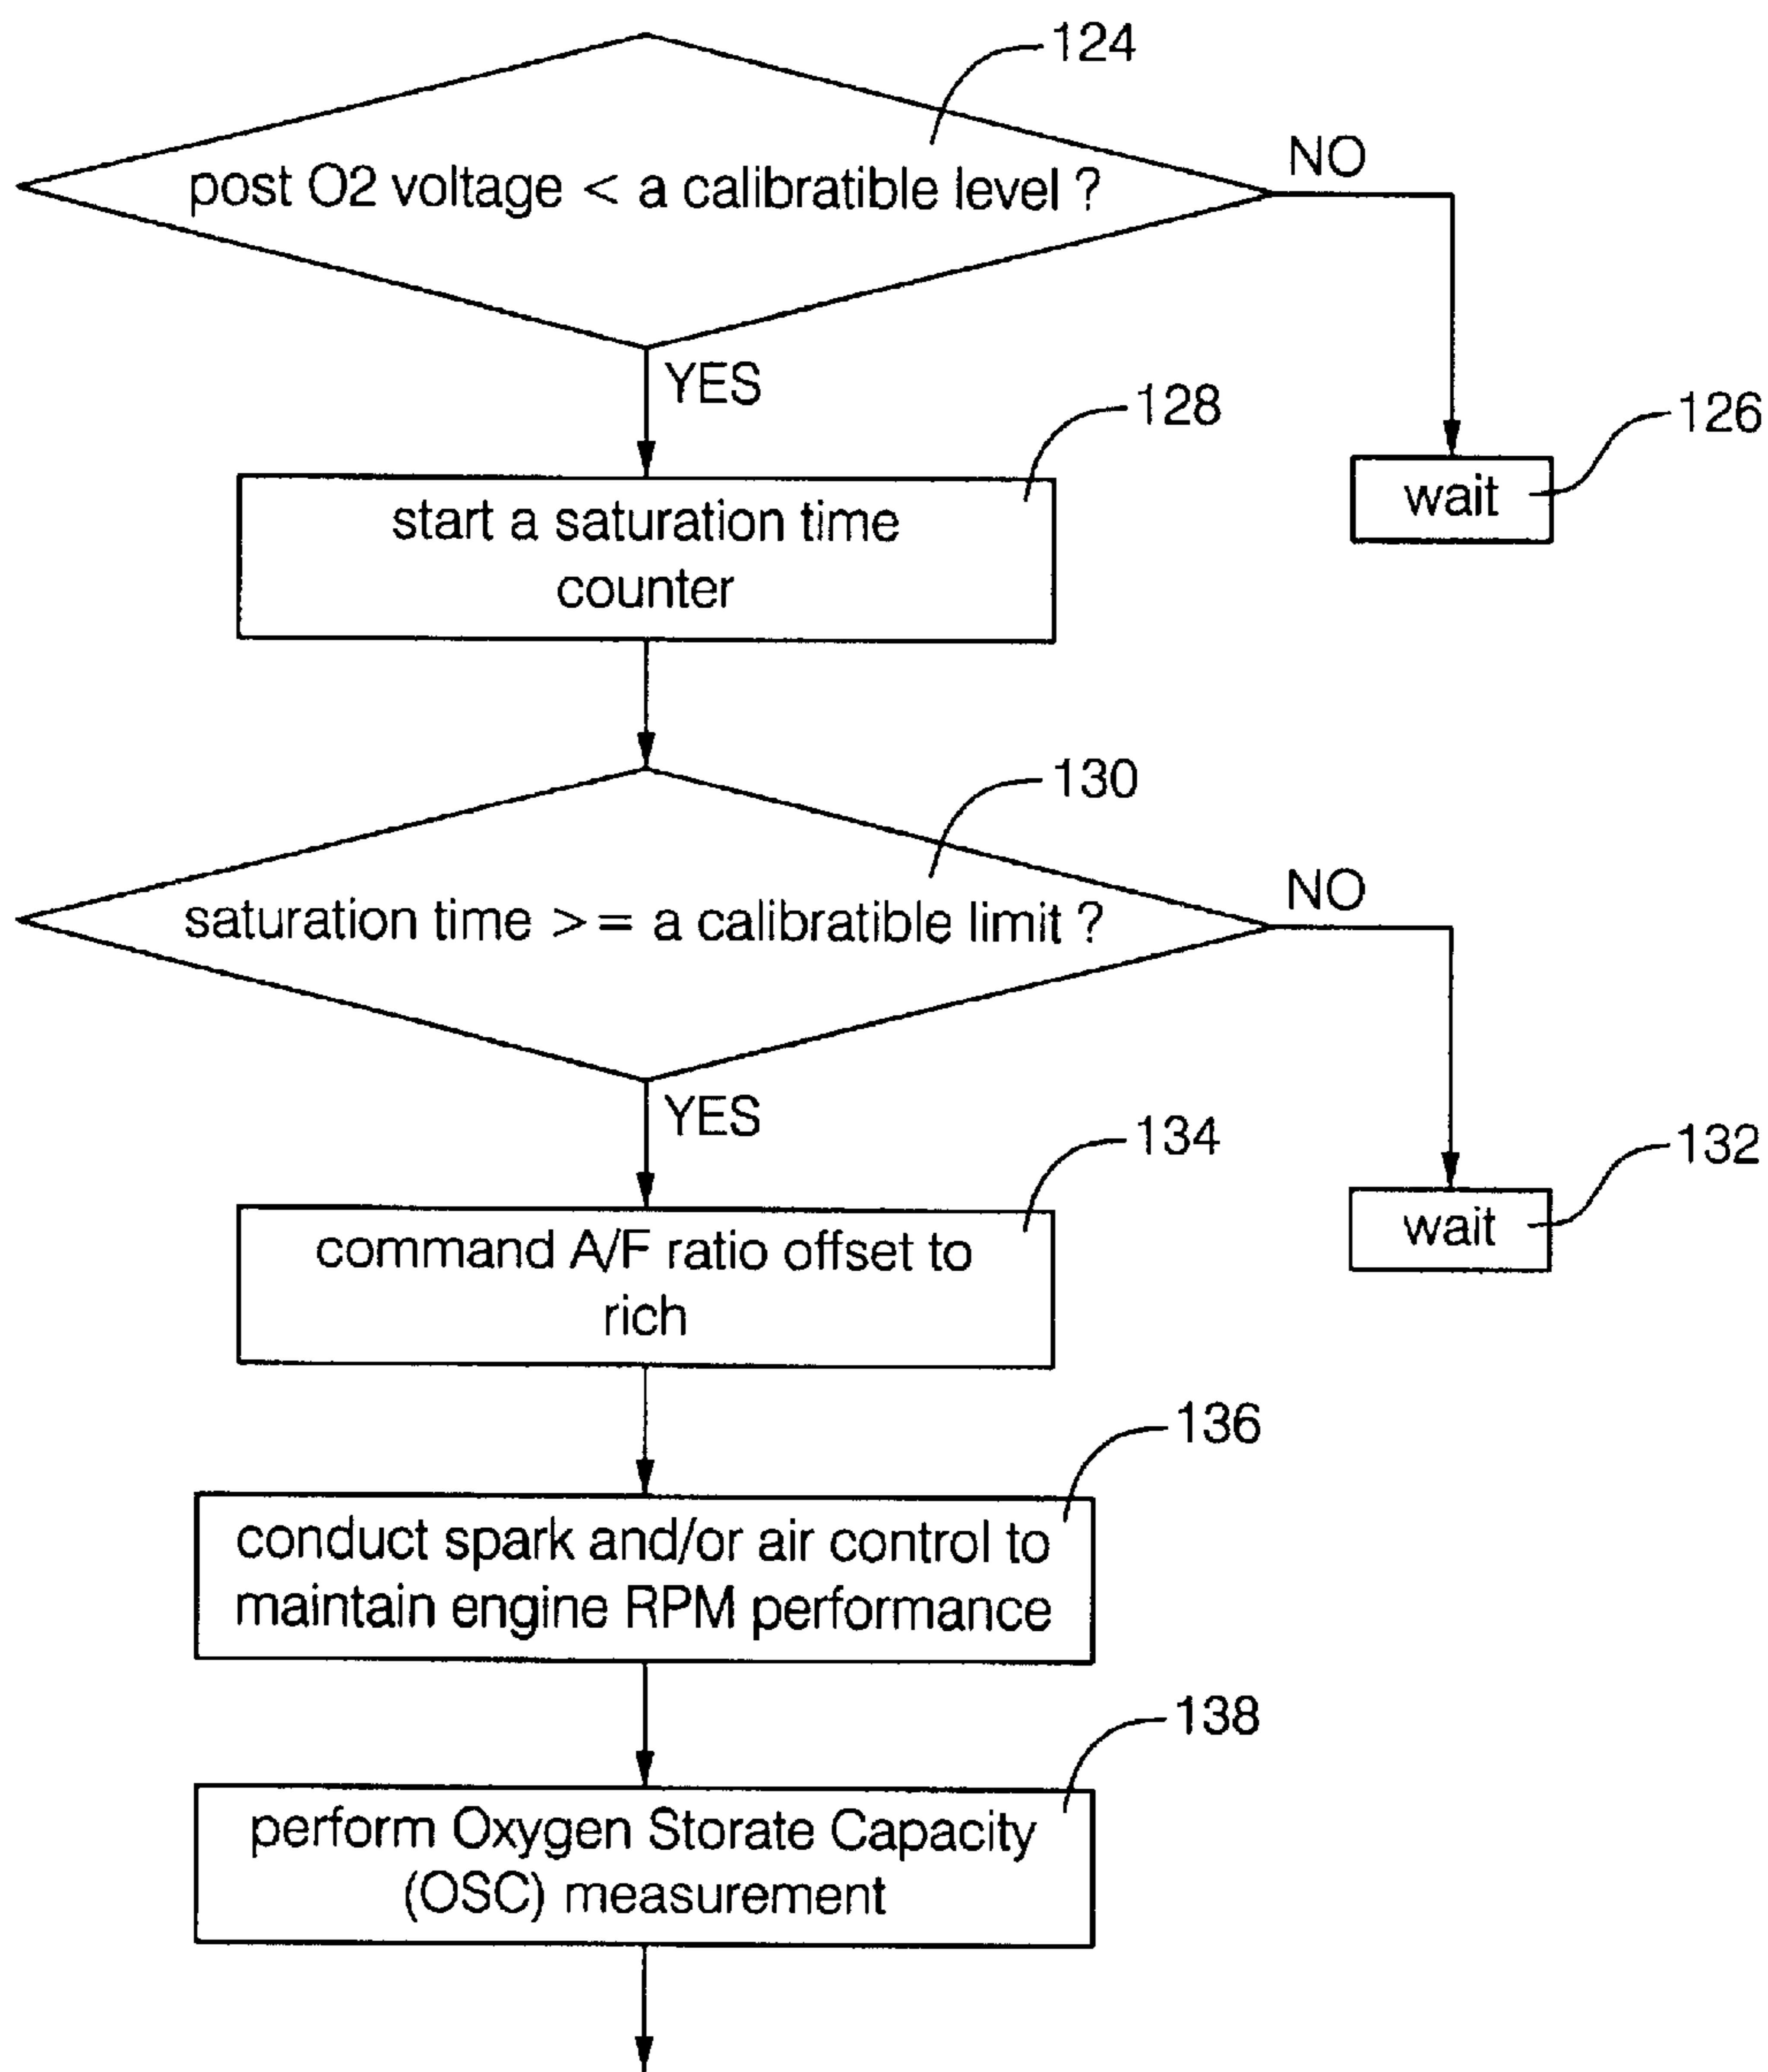 124
post O2 voltage < a calibratible level ?
NO
YES
128
126
wait
start a saturation time
counter
130
saturation time >= a calibratible limit ?
NO
YES
134
132
wait
command A/F ratio offset to
rich
136
conduct spark and/or air control to
maintain engine RPM performance
138
perform Oxygen Storate Capacity
(OSC) measurement